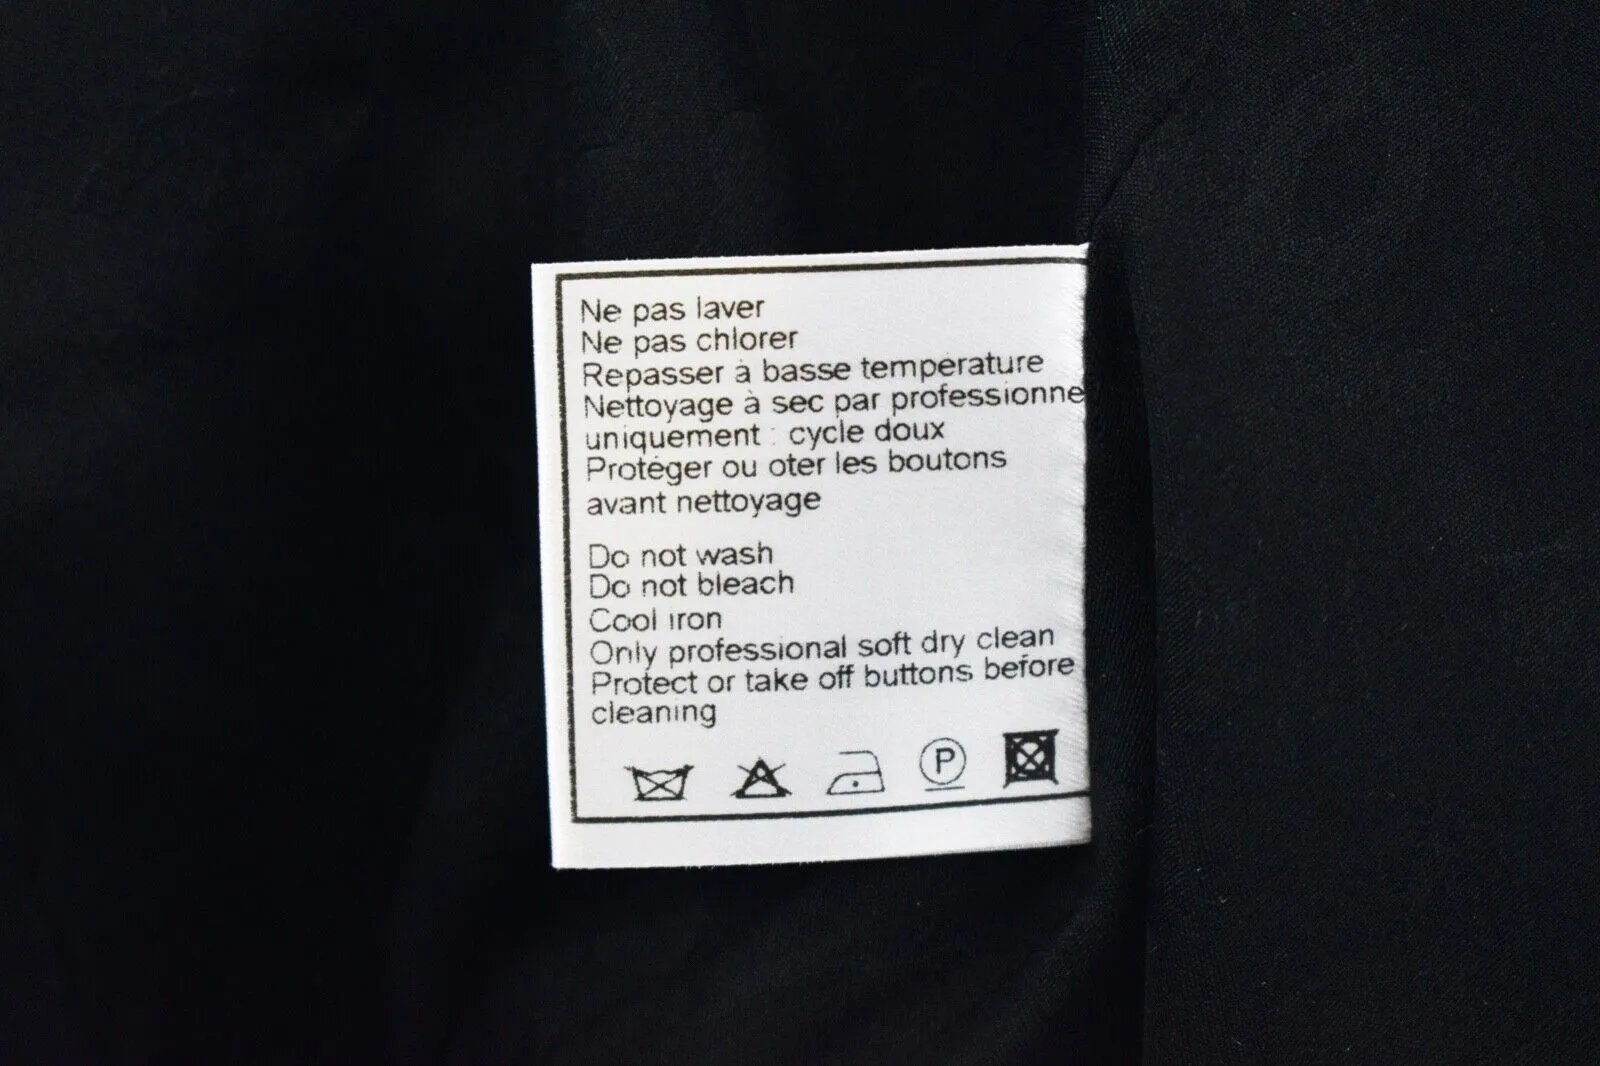 Ne pas laver
Ne pas chlorer
Repasser à basse température
Nettoyage à sec par professionne
uniquement : cycle doux
Protéger ou oter les boutons
avant nettoyage
Do not wash
Do not bleach
Cool iron
Only professional soft dry clean
Protect or take off buttons before
cleaning
P